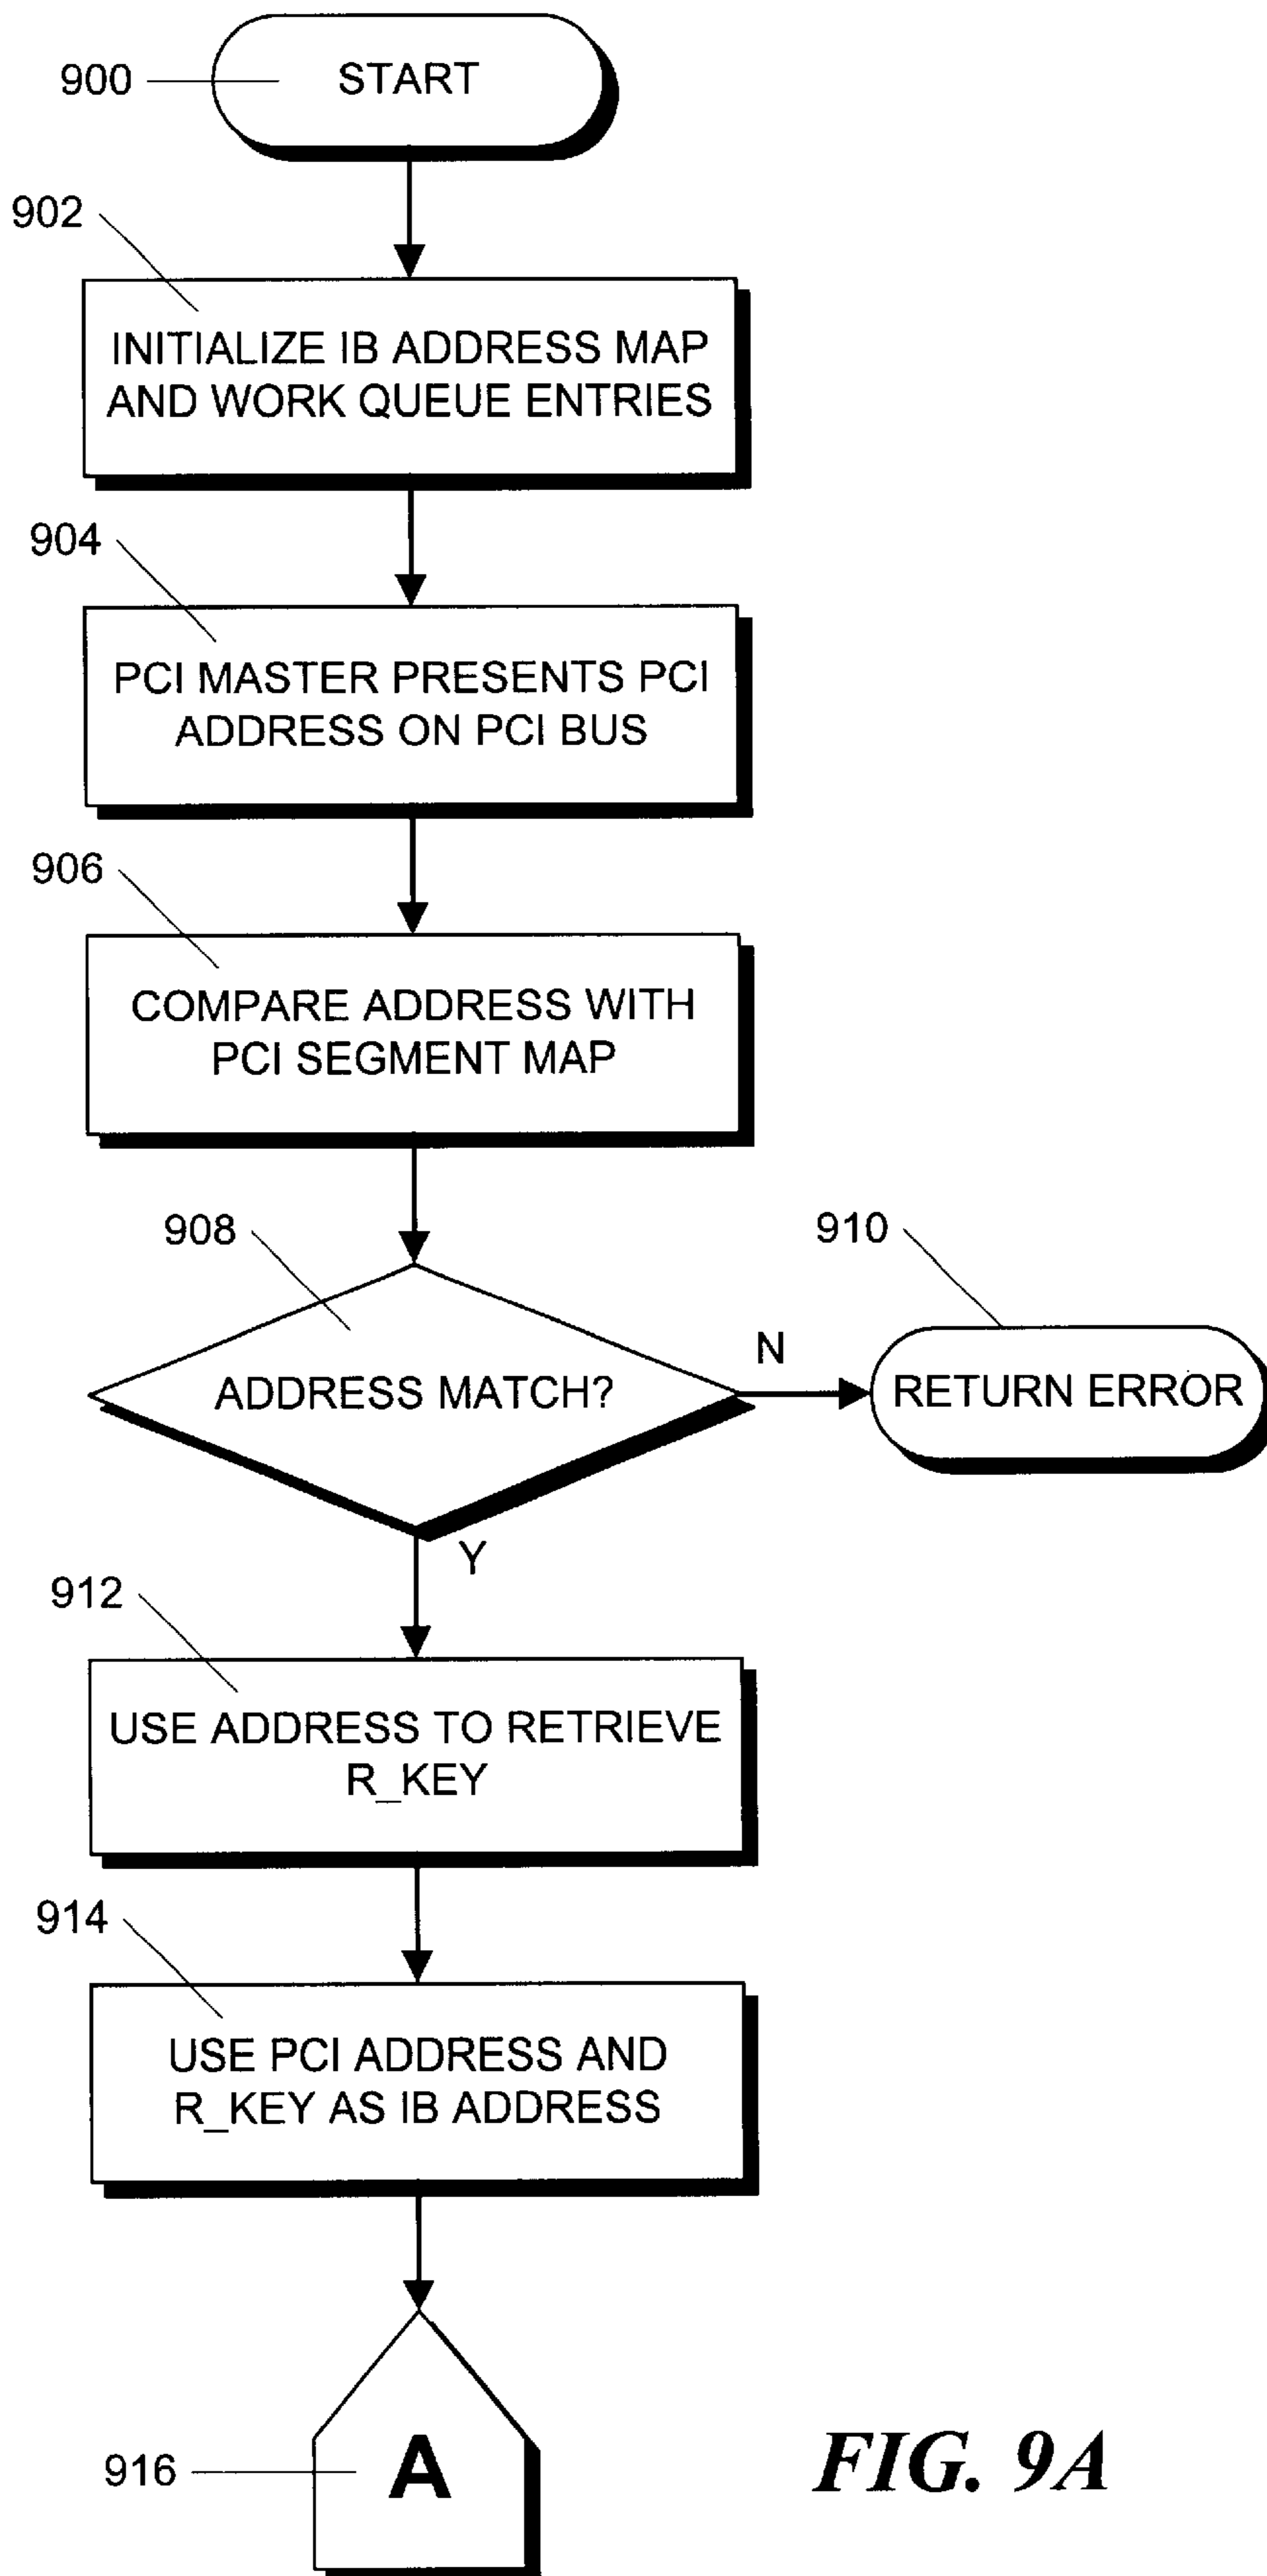 900
START
902
INITIALIZE IB ADDRESS MAP
AND WORK QUEUE ENTRIES
904
PCI MASTER PRESENTS PCI
ADDRESS ON PCI BUS
906
COMPARE ADDRESS WITH
PCI SEGMENT MAP
908
ADDRESS MATCH?
N
910
RETURN ERROR
Y
912
USE ADDRESS TO RETRIEVE
R_KEY
914
USE PCI ADDRESS AND
R_KEY AS IB ADDRESS
916
A
FIG. 9A